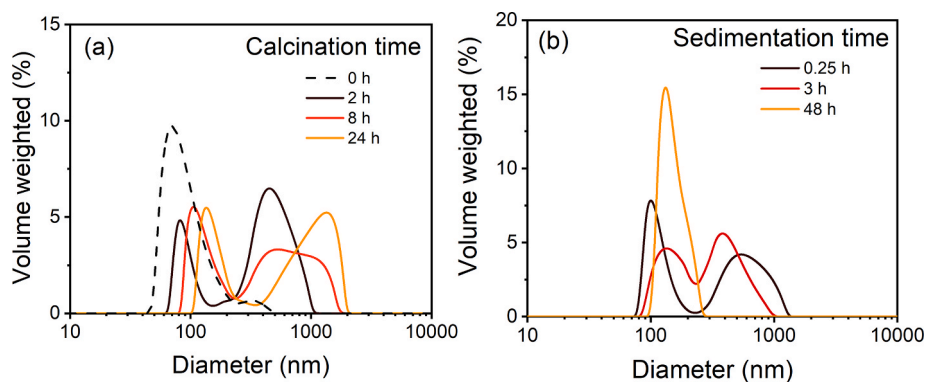 (a)
Calcination time
0 h
2 h
8 h
24 h
Volume weighted (%)
15
10
5
0
10
100
1000
10000
Diameter (nm)
(b)
Sedimentation time
0.25 h
3 h
48 h
Volume weighted (%)
20
15
10
5
0
10
100
1000
10000
Diameter (nm)